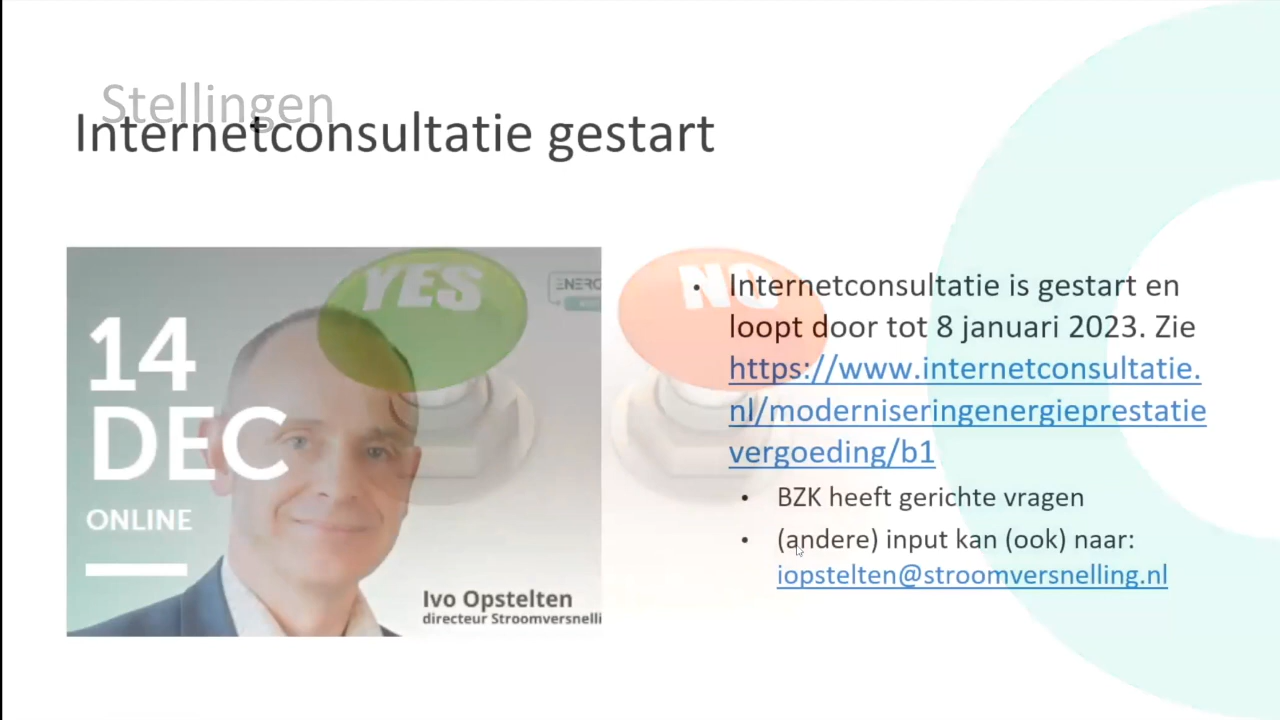 Stellingen
Internetconsultatie gestart
YES
NO
14
DEC
ONLINE
Ivo Opstelten
directeur Stroomversnelli
• Internetconsultatie is gestart en
loopt door tot 8 januari 2023. Zie
https://www.internetconsultatie.
nl/moderniseringenergieprestatie
vergoeding/b1
• BZK heeft gerichte vragen
• (andere) input kan (ook) naar:
iopstelten@stroomversnelling.nl